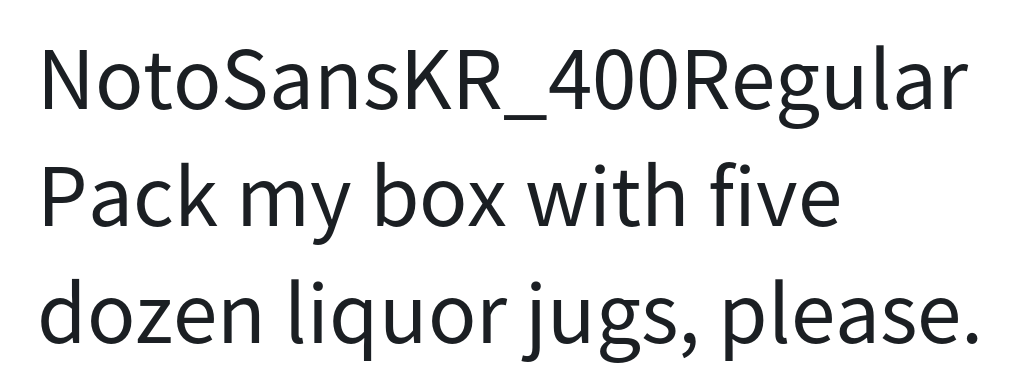 NotoSansKR_400Regular
Pack my box with five
dozen liquor jugs, please.